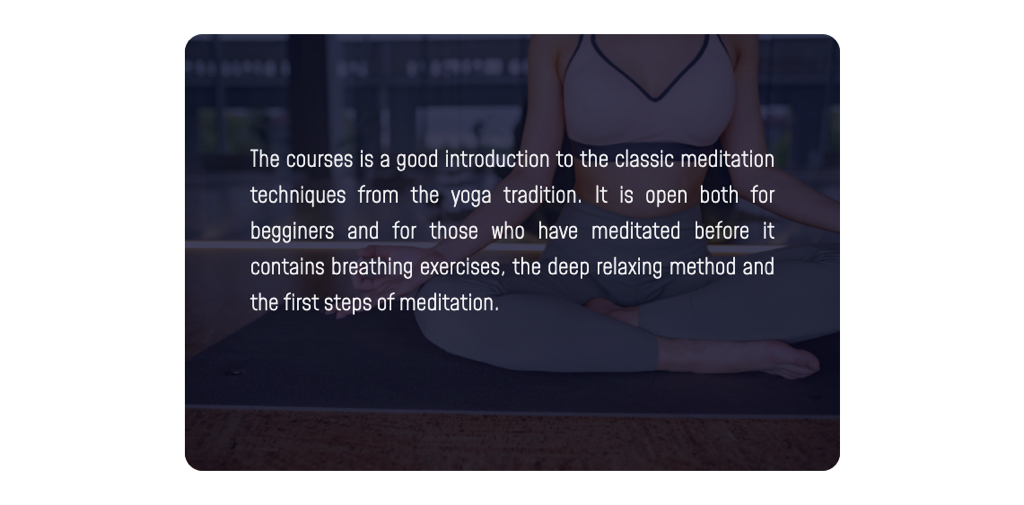 The courses is a good introduction to the classic meditation
techniques from the yoga tradition. It is open both for
begginers and for those who have meditated before it
contains breathing exercises, the deep relaxing method and
the first steps of meditation.